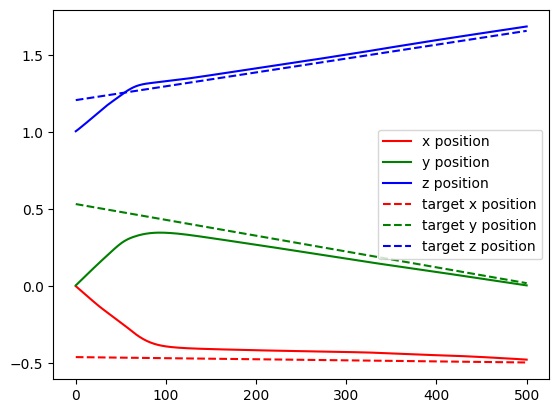 1.5
1.0
0.5
0.0
−0.5
0
100
200
300
400
500
x position
y position
z position
target x position
target y position
target z position